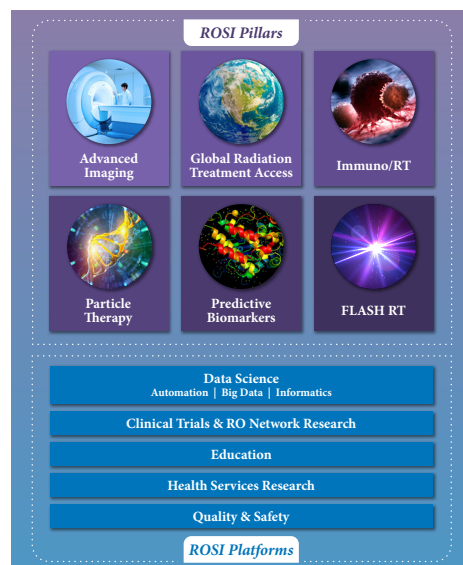 ROSI Pillars
Advanced
Imaging
Global Radiation
Treatment Access
Immuno/RT
Particle
Therapy
Predictive
Biomarkers
FLASH RT
Data Science
Automation | Big Data | Informatics
Clinical Trials & RO Network Research
Education
Health Services Research
Quality & Safety
ROSI Platforms